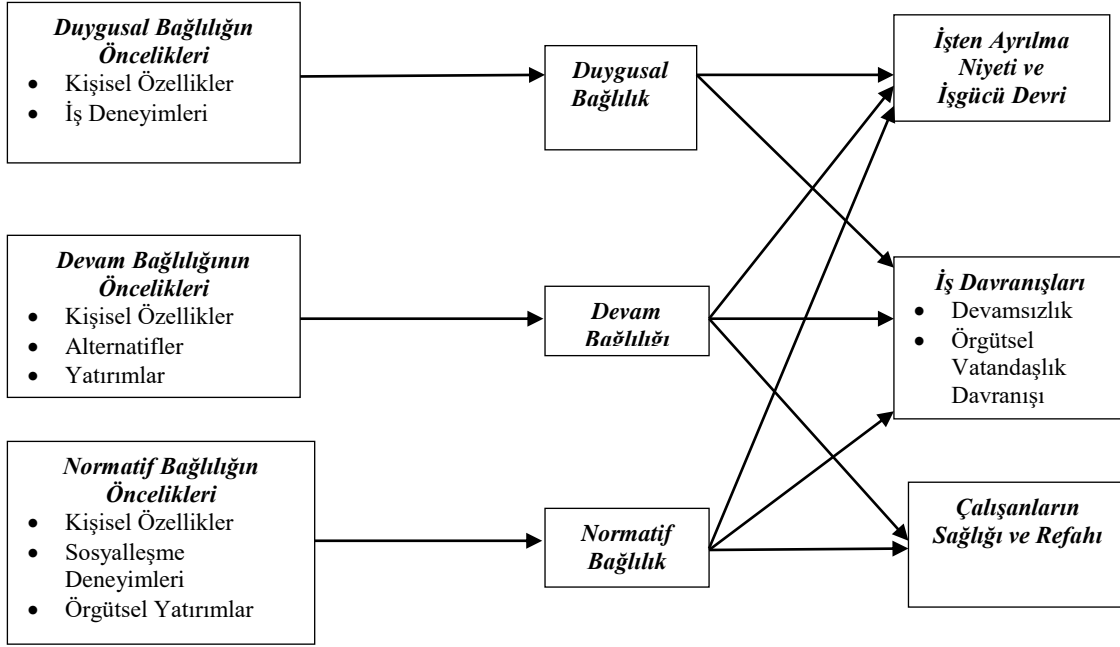 Duygusal Bağlılığın
Öncelikleri
• Kişisel Özellikler
• İş Deneyimleri
Duygusal
Bağlılık
İşten Ayrılma
Niyeti ve
İşgücü Devri
Devam Bağlılığının
Öncelikleri
• Kişisel Özellikler
• Alternatifler
• Yatırımlar
Devam
Bağlılığı
İş Davranışları
• Devamsızlık
• Örgütsel
Vatandaşlık
Davranışı
Normatif Bağlılığın
Öncelikleri
• Kişisel Özellikler
• Sosyalleşme
Deneyimleri
• Örgütsel Yatırımlar
Normatif
Bağlılık
Çalışanların
Sağlığı ve Refahı